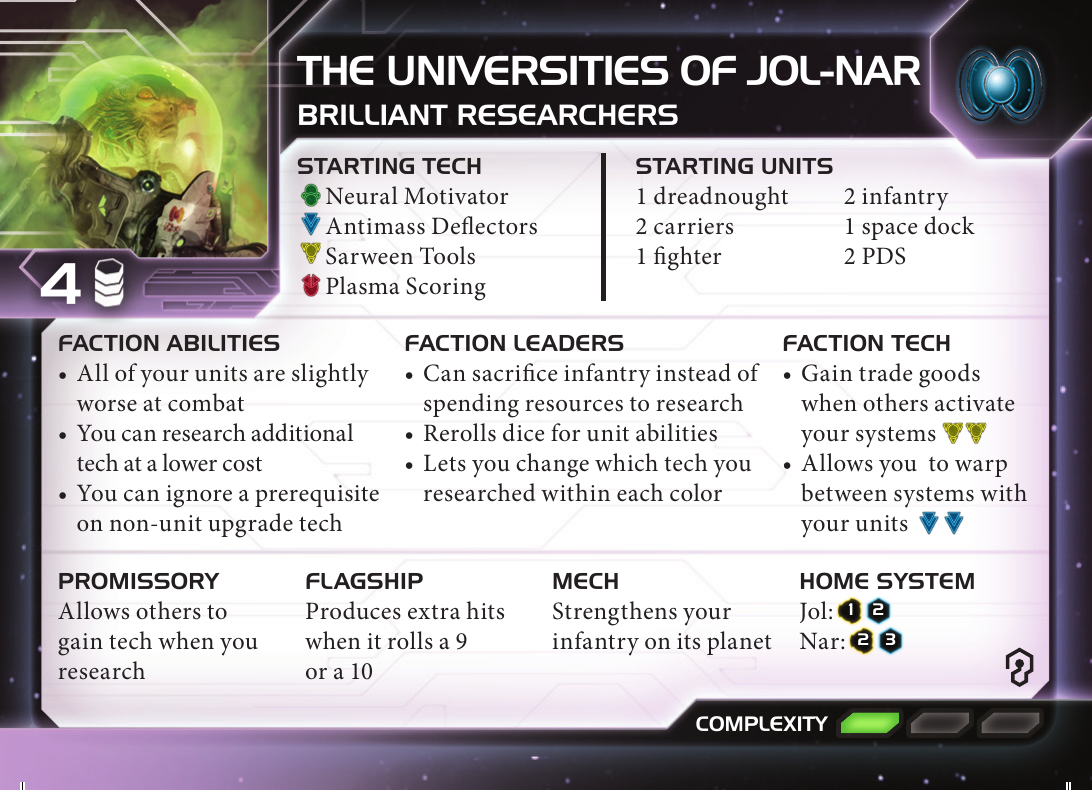 THE UNIVERSITIES OF JOL-NAR
BRILLIANT RESEARCHERS
4
STARTING TECH
Neural Motivator
Antimass Deflectors
Sarween Tools
Plasma Scoring
STARTING UNITS
1 dreadnought
2 carriers
1 fighter
2 infantry
1 space dock
2 PDS
FACTION ABILITIES
• All of your units are slightly
worse at combat
• You can research additional
tech at a lower cost
• You can ignore a prerequisite
on non-unit upgrade tech
FACTION LEADERS
• Can sacrifice infantry instead of
spending resources to research
• Rerolls dice for unit abilities
• Lets you change which tech you
researched within each color
FACTION TECH
• Gain trade goods
when others activate
your systems
• Allows you to warp
between systems with
your units
PROMISSORY
Allows others to
gain tech when you
research
FLAGSHIP
Produces extra hits
when it rolls a 9
or a 10
MECH
Strengthens your
infantry on its planet
HOME SYSTEM
Jol: 1 2
Nar: 2 3
COMPLEXITY